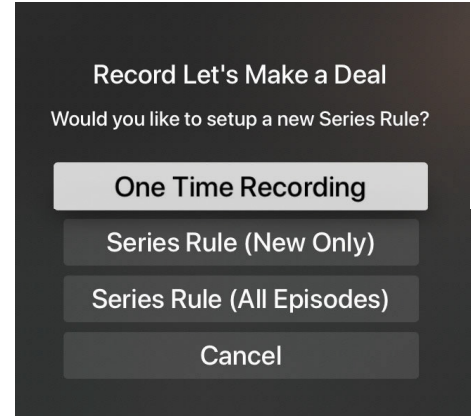 Record Let's Make a Deal
Would you like to setup a new Series Rule?
One Time Recording
Series Rule (New Only)
Series Rule (All Episodes)
Cancel